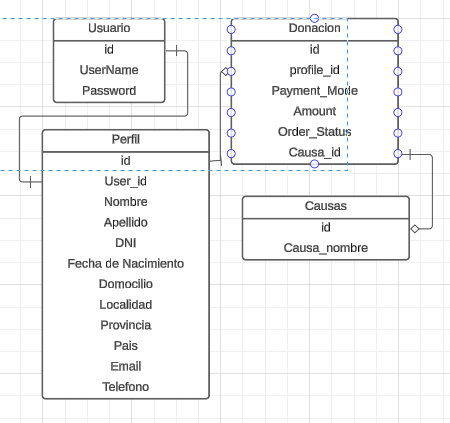 Usuario
id
UserName
Password
Donacion
id
profile_id
Payment_Mode
Amount
Order_Status
Causa_id
Perfil
id
User_id
Nombre
Apellido
DNI
Fecha de Nacimiento
Domocilio
Localidad
Provincia
Pais
Email
Telefono
Causas
id
Causa_nombre